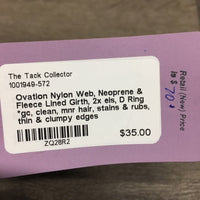 The Tack Collector
1001949-572
Ovation Nylon Web, Neoprene &
Fleece Lined Girth, 2x els, D Ring
*gc, clean, mnr hair, stains & rubs,
thin & clumpy edges
$35.00
ZQ28R2
Retail (New) Price
is $ 70+